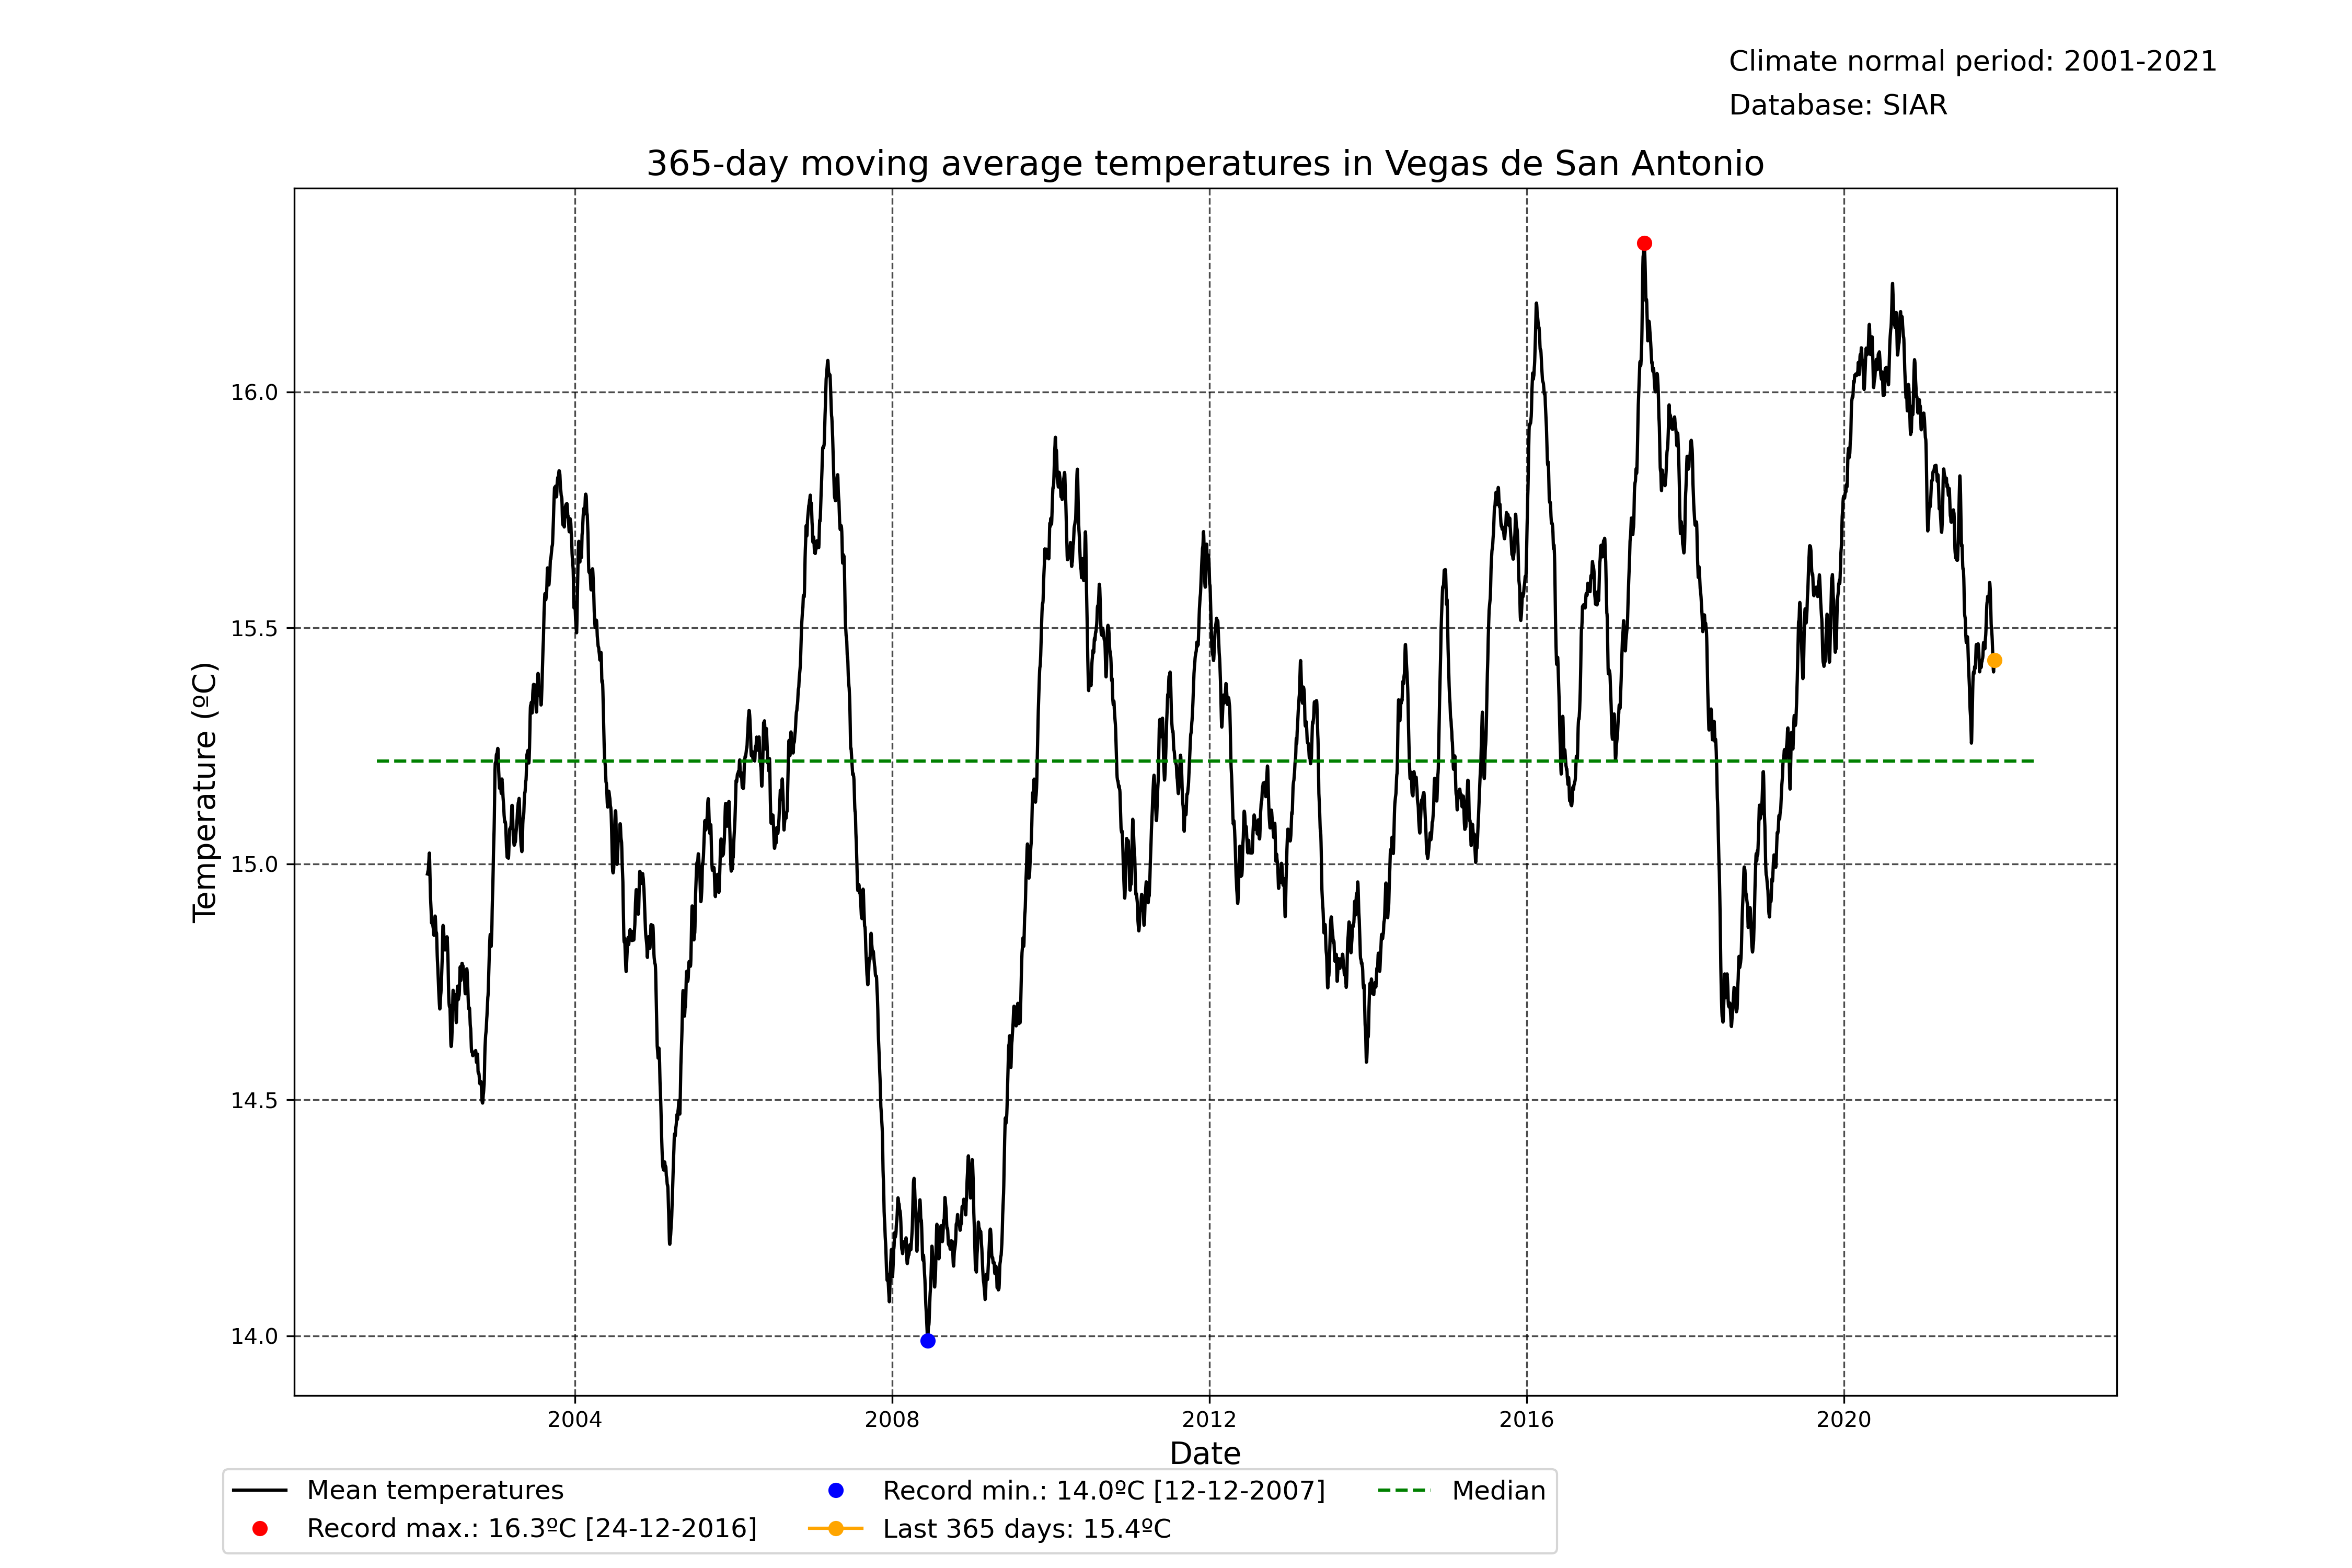 Climate normal period: 2001-2021
Database: SIAR
365-day moving average temperatures in Vegas de San Antonio
Temperature (ºC)
16.0
15.5
15.0
14.5
14.0
2004
2008
2012
2016
2020
Date
Mean temperatures
Record max.: 16.3ºC [24-12-2016]
Record min.: 14.0ºC [12-12-2007]
Last 365 days: 15.4ºC
Median